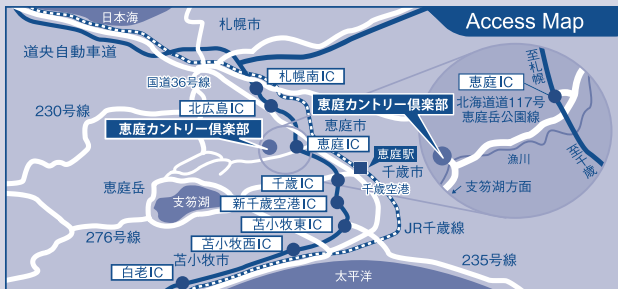 Access Map
日本海
札幌市
道央自動車道
国道36号線
札幌南IC
230号線
北広島IC
恵庭カントリー倶楽部
恵庭市
恵庭IC
恵庭駅
千歳市
千歳空港
恵庭岳
支笏湖
千歳IC
新千歳空港IC
苫小牧東IC
苫小牧西IC
JR千歳線
276号線
苫小牧市
白老IC
235号線
太平洋
至札幌
恵庭IC
北海道道117号
恵庭岳公園線
恵庭カントリー倶楽部
漁川
支笏湖方面
至千歳